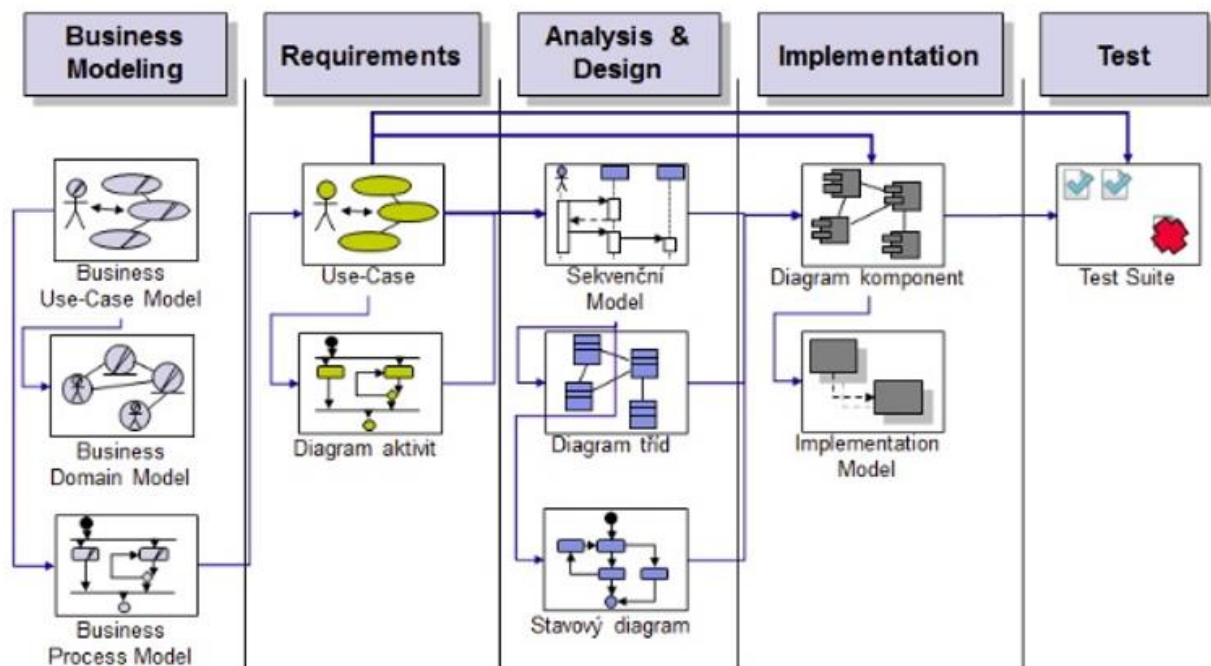 Business
Modeling
Requirements
Analysis &
Design
Implementation
Test
Business
Use-Case Model
Use-Case
Sekvenční
Model
Diagram komponent
Test Suite
Business
Domain Model
Diagram aktivit
Diagram tříd
Implementation
Model
Business
Process Model
Stavový diagram